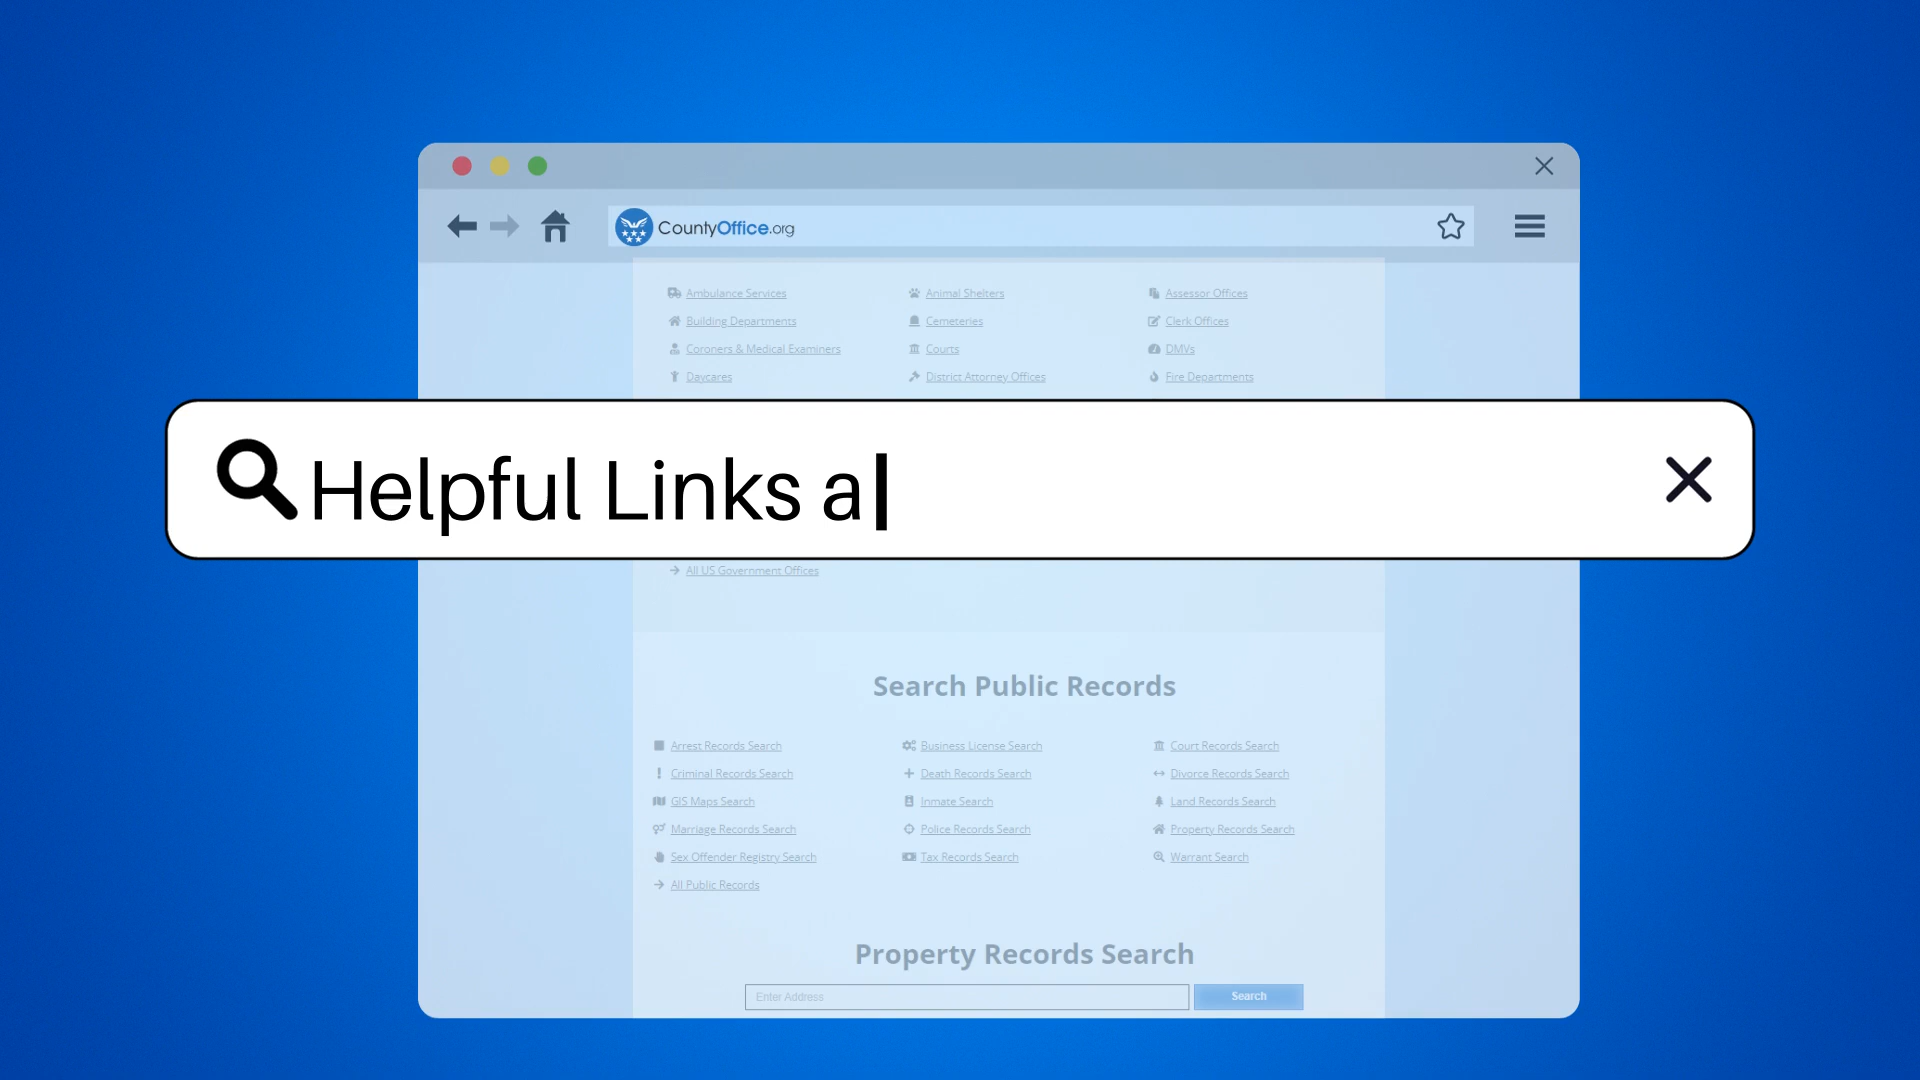 CountyOffice.org
Ambulance Services Animal Shelters Assessor Offices
Building Departments Cemeteries Clerk Offices
Coroners & Medical Examiners Courts DMVs
Daycares District Attorney Offices Fire Departments
Helpful Links a
All US Government Offices
Search Public Records
Arrest Records Search Business License Search Court Records Search
Criminal Records Search Death Records Search Divorce Records Search
GIS Maps Search Inmate Search Land Records Search
Marriage Records Search Police Records Search Property Records Search
Sex Offender Registry Search Tax Records Search Warrant Search
All Public Records
Property Records Search
Enter Address Search